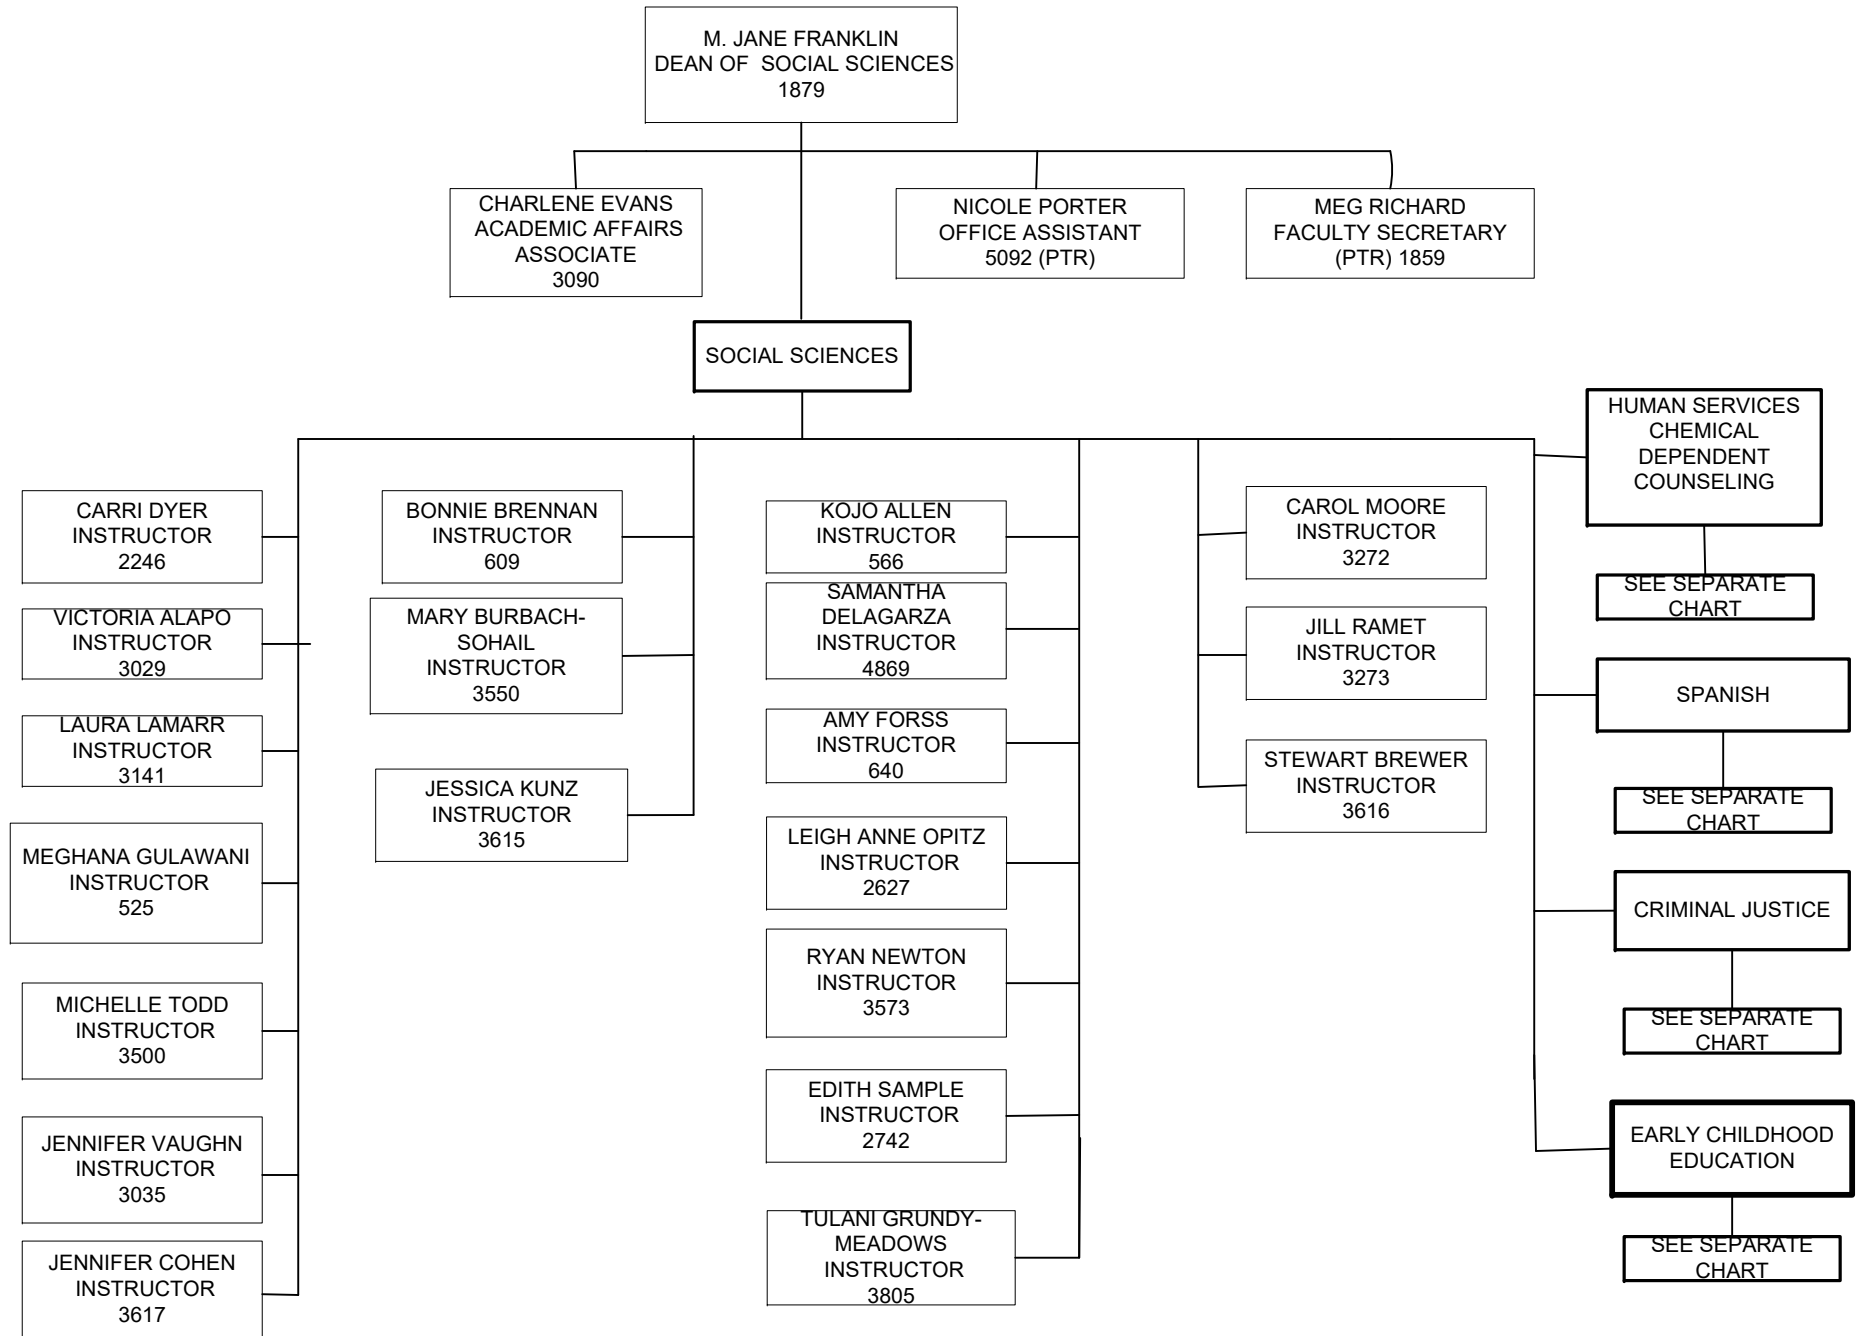 M. JANE FRANKLIN
DEAN OF SOCIAL SCIENCES
1879
CHARLENE EVANS
ACADEMIC AFFAIRS
ASSOCIATE
3090
NICOLE PORTER
OFFICE ASSISTANT
5092 (PTR)
MEG RICHARD
FACULTY SECRETARY
(PTR) 1859
SOCIAL SCIENCES
CARRI DYER
INSTRUCTOR
2246
VICTORIA ALAPO
INSTRUCTOR
3029
LAURA LAMARR
INSTRUCTOR
3141
MEGHANA GULAWANI
INSTRUCTOR
525
MICHELLE TODD
INSTRUCTOR
3500
JENNIFER VAUGHN
INSTRUCTOR
3035
JENNIFER COHEN
INSTRUCTOR
3617
BONNIE BRENNAN
INSTRUCTOR
609
MARY BURBACH-
SOHAIL
INSTRUCTOR
3550
JESSICA KUNZ
INSTRUCTOR
3615
KOJO ALLEN
INSTRUCTOR
566
SAMANTHA
DELAGARZA
INSTRUCTOR
4869
AMY FORSS
INSTRUCTOR
640
LEIGH ANNE OPITZ
INSTRUCTOR
2627
RYAN NEWTON
INSTRUCTOR
3573
EDITH SAMPLE
INSTRUCTOR
2742
TULANI GRUNDY-
MEADOWS
INSTRUCTOR
3805
CAROL MOORE
INSTRUCTOR
3272
JILL RAMET
INSTRUCTOR
3273
STEWART BREWER
INSTRUCTOR
3616
HUMAN SERVICES
CHEMICAL
DEPENDENT
COUNSELING
SEE SEPARATE
CHART
SPANISH
SEE SEPARATE
CHART
CRIMINAL JUSTICE
SEE SEPARATE
CHART
EARLY CHILDHOOD
EDUCATION
SEE SEPARATE
CHART